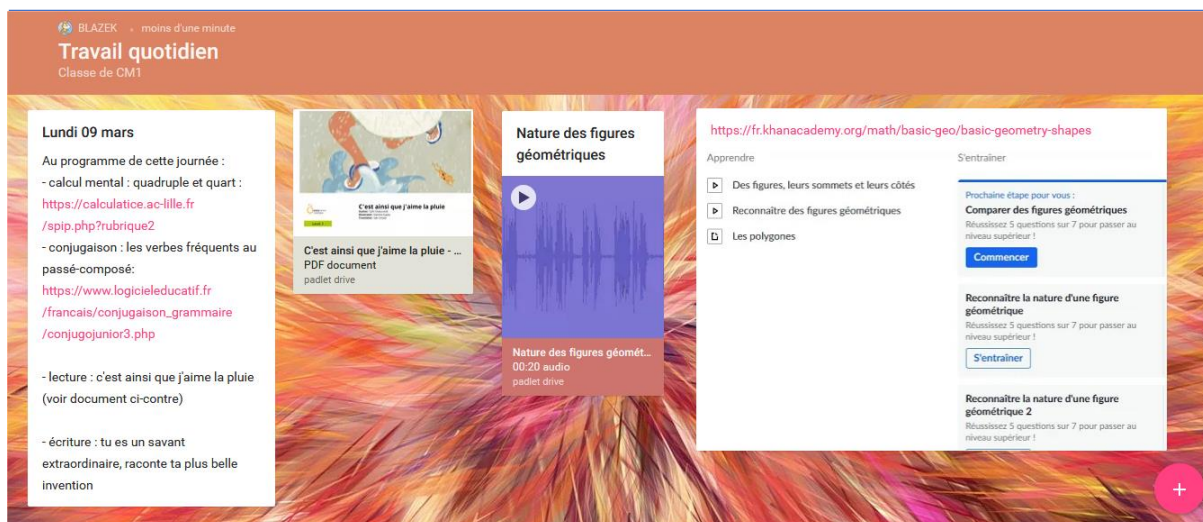 BLAZEK • moins d'une minute
Travail quotidien
Classe de CM1
Lundi 09 mars
Au programme de cette journée :
- calcul mental : quadruple et quart :
https://calculatice.ac-lille.fr
/spip.php?rubrique2
- conjugaison : les verbes fréquents au
passé-composé:
https://www.logicieleducatif.fr
/francais/conjugaison_grammaire
/conjugojunior3.php
- lecture : c'est ainsi que j'aime la pluie
(voir document ci-contre)
- écriture : tu es un savant
extraordinaire, raconte ta plus belle
invention
C'est ainsi que j'aime la pluie
C'est ainsi que j'aime la pluie - ...
PDF document
padlet drive
Nature des figures
géométriques
Nature des figures géomét...
00:20 audio
padlet drive
https://fr.khanacademy.org/math/basic-geo/basic-geometry-shapes
Apprendre
Des figures, leurs sommets et leurs côtés
Reconnaître des figures géométriques
Les polygones
S'entraîner
Prochaine étape pour vous :
Comparer des figures géométriques
Réussissez 5 questions sur 7 pour passer au
niveau supérieur !
Commencer
Reconnaître la nature d'une figure
géométrique
Réussissez 5 questions sur 7 pour passer au
niveau supérieur !
S'entraîner
Reconnaître la nature d'une figure
géométrique 2
Réussissez 5 questions sur 7 pour passer au
niveau supérieur !